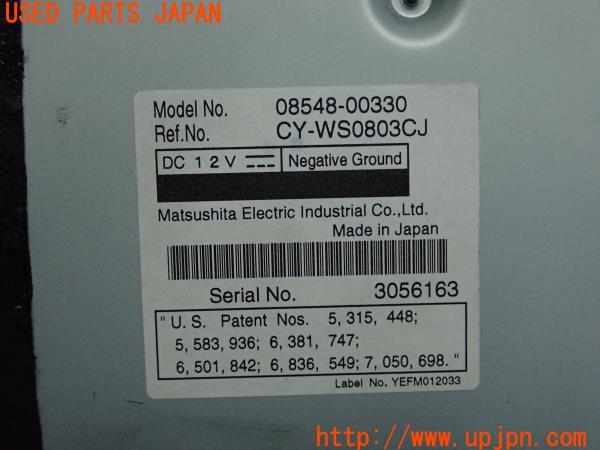 USED PARTS JAPAN
Model No. 08548-00330
Ref.No. CY-WS0803CJ
DC 12V Negative Ground
Matsushita Electric Industrial Co.,Ltd.
Made in Japan
Serial No. 3056163
"U.S. Patent Nos. 5, 315, 448;
5, 583, 936; 6, 381, 747;
6, 501, 842; 6, 836, 549; 7, 050, 698."
Label No. YEFM012033
http://www.upjpn.com/